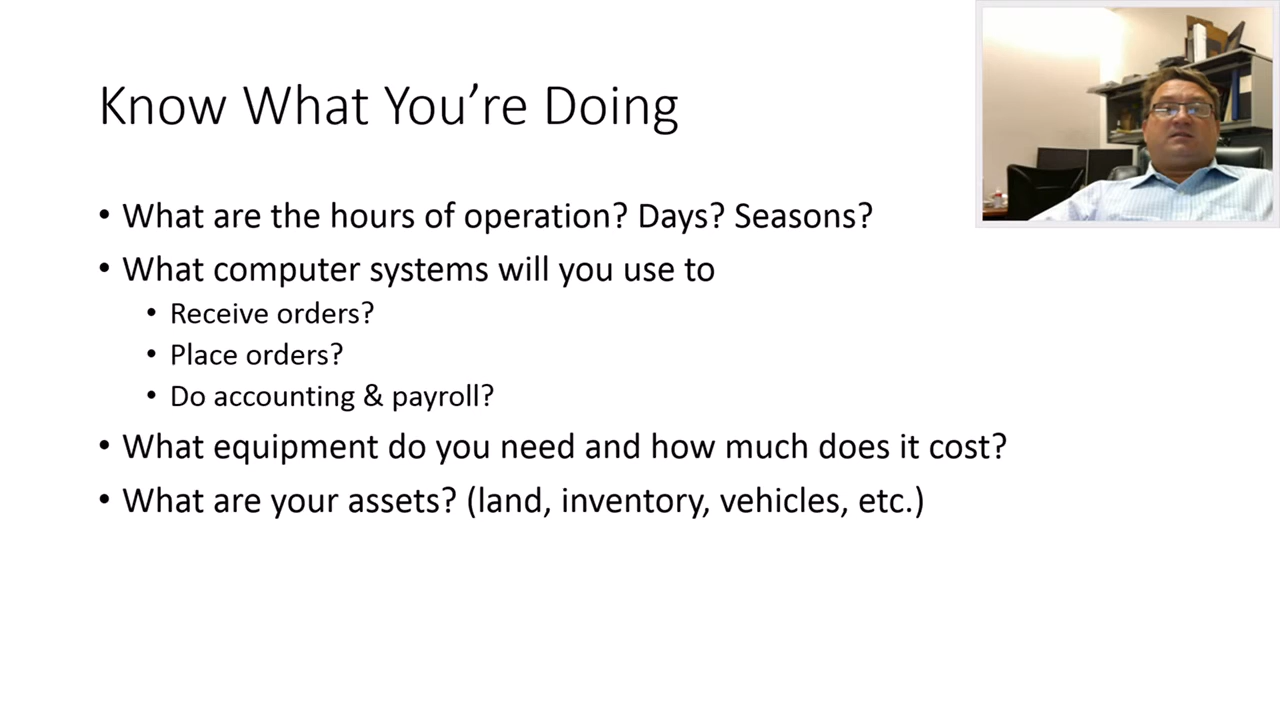 Know What You're Doing
• What are the hours of operation? Days? Seasons?
• What computer systems will you use to
• Receive orders?
• Place orders?
• Do accounting & payroll?
• What equipment do you need and how much does it cost?
• What are your assets? (land, inventory, vehicles, etc.)